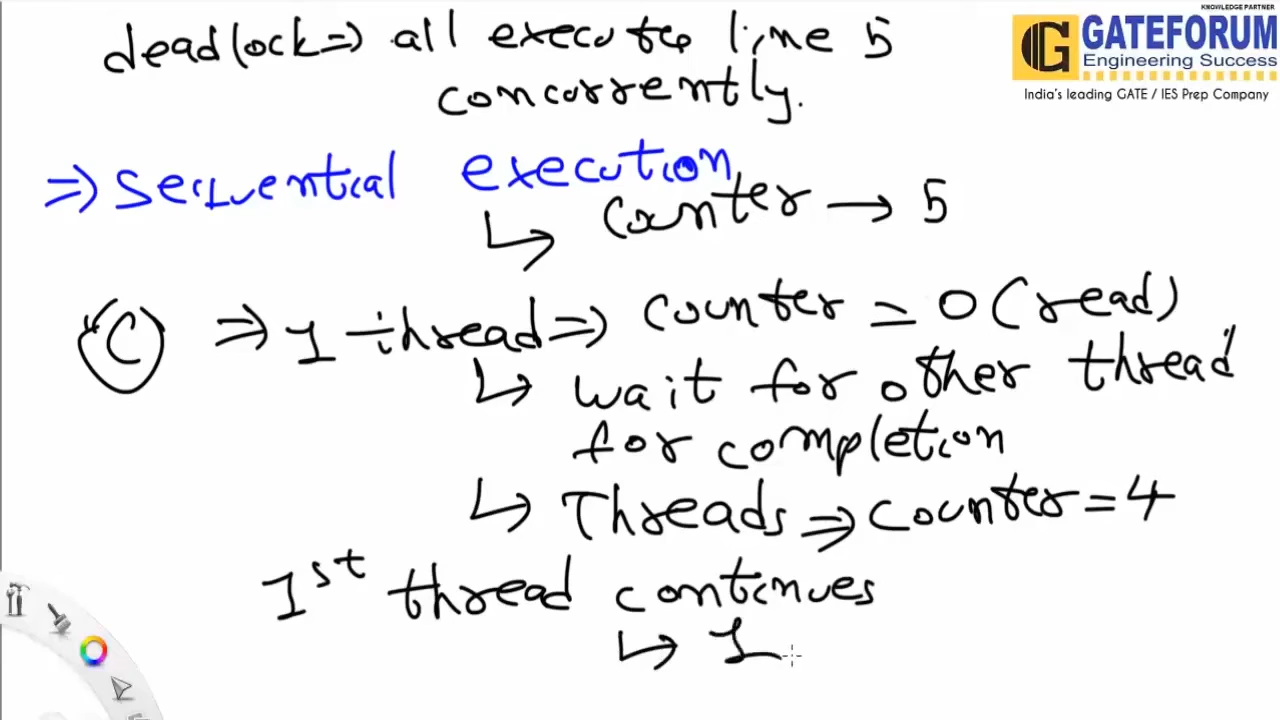 KNOWLEDGE PARTNER
GATEFORUM
Engineering Success
India's leading GATE / IES Prep Company
deadlock => all execute line 5
concurrently.
=> Sequential execution
↳ Counter → 5
"C" => 1 thread => Counter = 0 (read)
↳ wait for other thread
for completion
↳ Threads => Counter = 4
1st thread continues
↳ 1